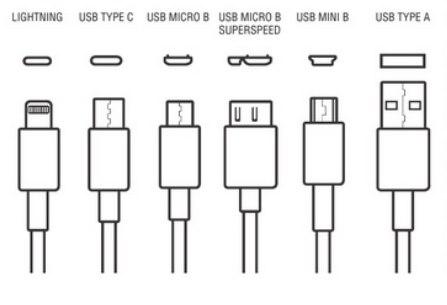 LIGHTNING
USB TYPE C
USB MICRO B
USB MICRO B
SUPERSPEED
USB MINI B
USB TYPE A